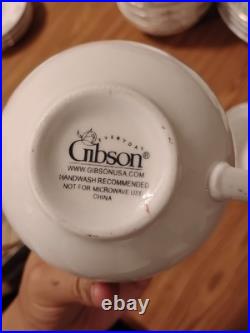 EVERYDAY
Gibson®
WWW.GIBSONUSA.COM
HANDWASH RECOMMENDED
NOT FOR MICROWAVE USE
CHINA